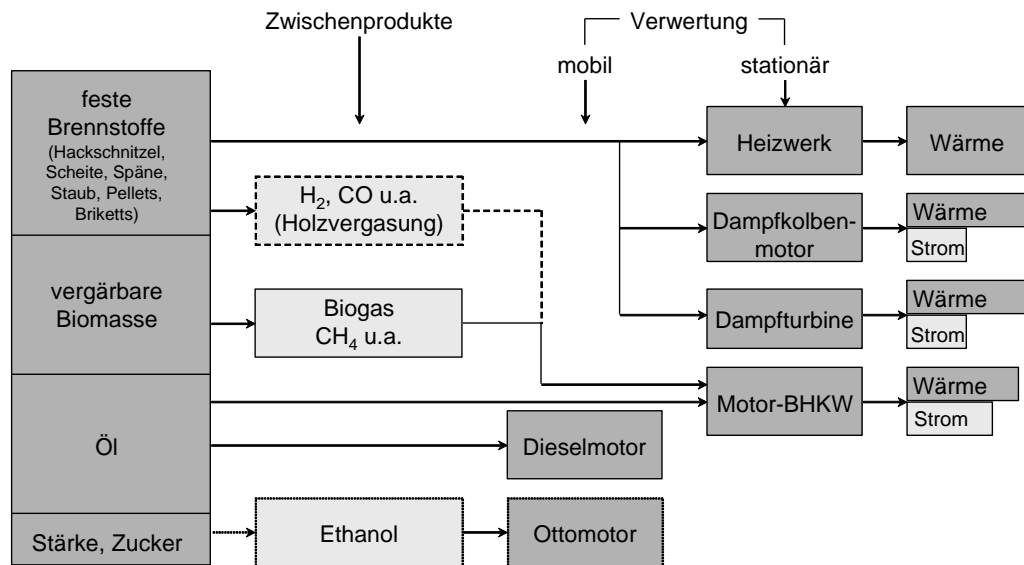 Zwischenprodukte
Verwertung
mobil
stationär
feste
Brennstoffe
(Hackschnitzel,
Scheite, Späne,
Staub, Pellets,
Briketts)
vergärbare
Biomasse
Öl
Stärke, Zucker
H₂, CO u.a.
(Holzvergasung)
Biogas
CH₄ u.a.
Ethanol
Dieselmotor
Ottomotor
Heizwerk
Dampfkolben-
motor
Dampfturbine
Motor-BHKW
Wärme
Wärme
Strom
Wärme
Strom
Wärme
Strom